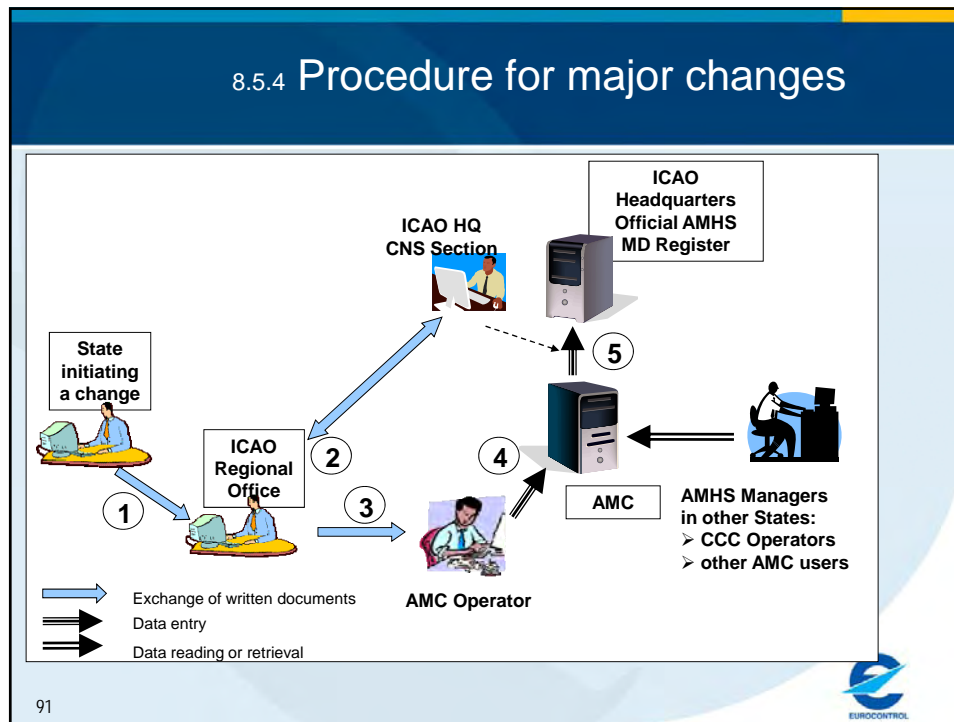 8.5.4 Procedure for major changes
ICAO
Headquarters
Official AMHS
MD Register
ICAO HQ
CNS Section
5
State
initiating
a change
ICAO
Regional
Office
2
4
1
3
AMC
AMHS Managers
in other States:
➢ CCC Operators
➢ other AMC users
AMC Operator
Exchange of written documents
Data entry
Data reading or retrieval
91
EUROCONTROL